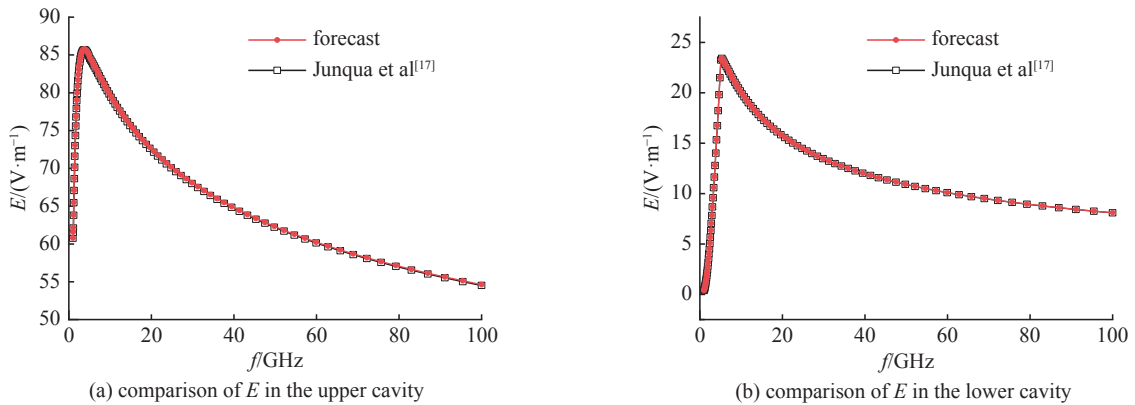 90
85
80
75
70
65
60
55
50
E/(V·m⁻¹)
0 20 40 60 80 100
f/GHz
forecast
Junqua et al[17]
(a) comparison of E in the upper cavity
25
20
15
10
5
0
E/(V·m⁻¹)
0 20 40 60 80 100
f/GHz
forecast
Junqua et al[17]
(b) comparison of E in the lower cavity